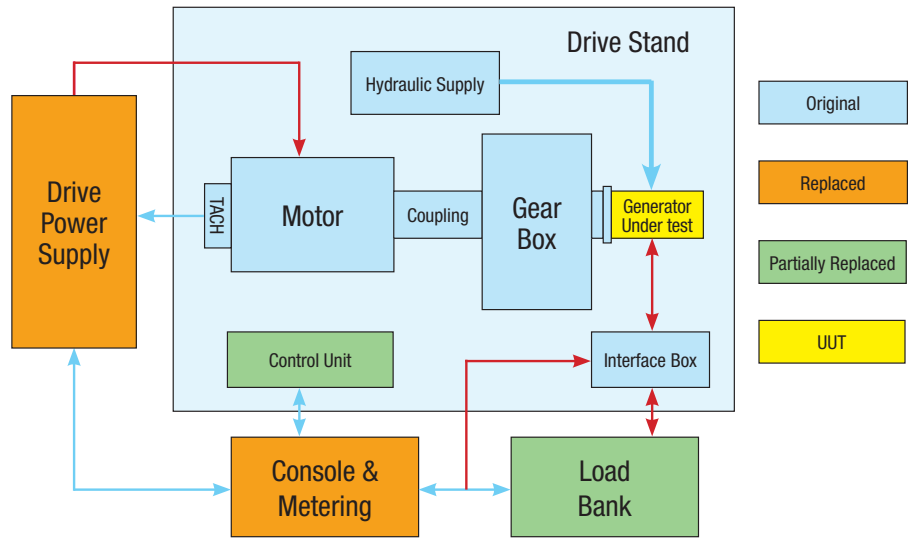 Drive Stand
Hydraulic Supply
Original
Drive
Power
Supply
TACH
Motor
Coupling
Gear
Box
Generator
Under test
Replaced
Partially Replaced
Control Unit
Interface Box
UUT
Console &
Metering
Load
Bank